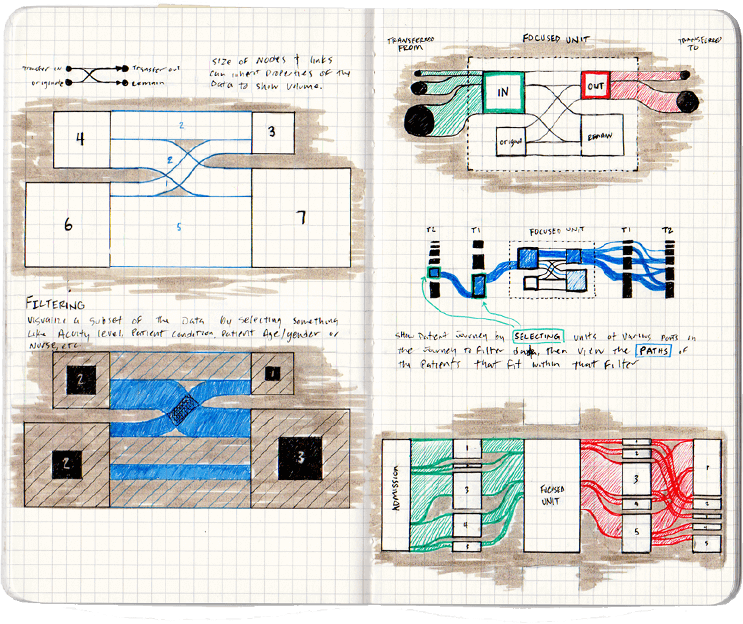 Transfer in
Transfer out
originate
remain
Size of Nodes & links
can inherit properties of the
Data to show volume.
4
2
3
2
1
6
5
7
FILTERING
Visualize a subset of the Data by selecting something
like Acuity level, Patient condition, Patient Age/gender or
Nurse, etc
2
1
2
3
TRANSFERRED
FROM
FOCUSED UNIT
TRANSFERRED
TO
IN
OUT
original
REMAIN
T2
T1
FOCUSED UNIT
T1
T2
Show Patient Journey by SELECTING units at various points in
the Journey to filter data, then view the PATHS of
the Patients that fit within that filter
ADMISSION
1
3
4
5
FOCUSED
UNIT
1
2
3
4
5
1
2
3
4
5